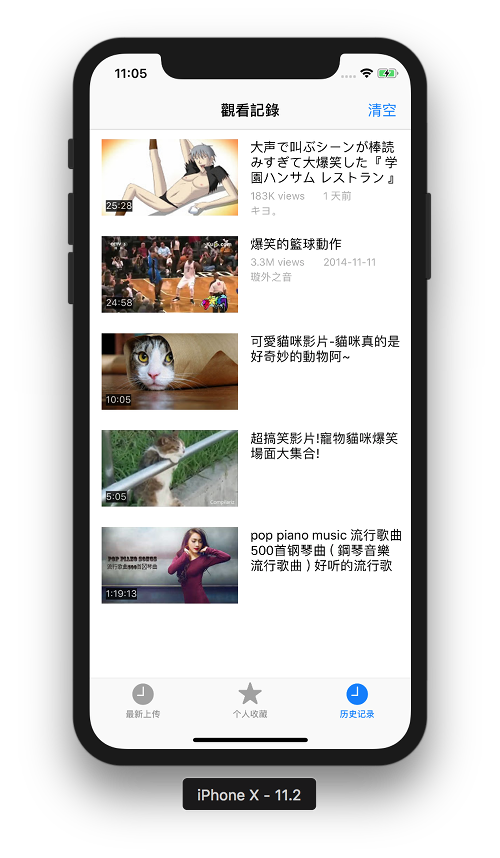 11:05
觀看記錄
清空
大声で叫ぶシーンが棒読
みすぎて大爆笑した『 学
園ハンサム レストラン 』
183K views 1 天前
キヨ。
25:28
爆笑的籃球動作
3.3M views 2014-11-11
璇外之音
24:58
可愛貓咪影片-貓咪真的是
好奇妙的動物阿~
10:05
超搞笑影片!寵物貓咪爆笑
場面大集合!
5:05
pop piano music 流行歌曲
500首钢琴曲 ( 鋼琴音樂
流行歌曲 ) 好听的流行歌
POP PIANO SONGS
1:19:13
最新上传
个人收藏
历史记录
iPhone X – 11.2